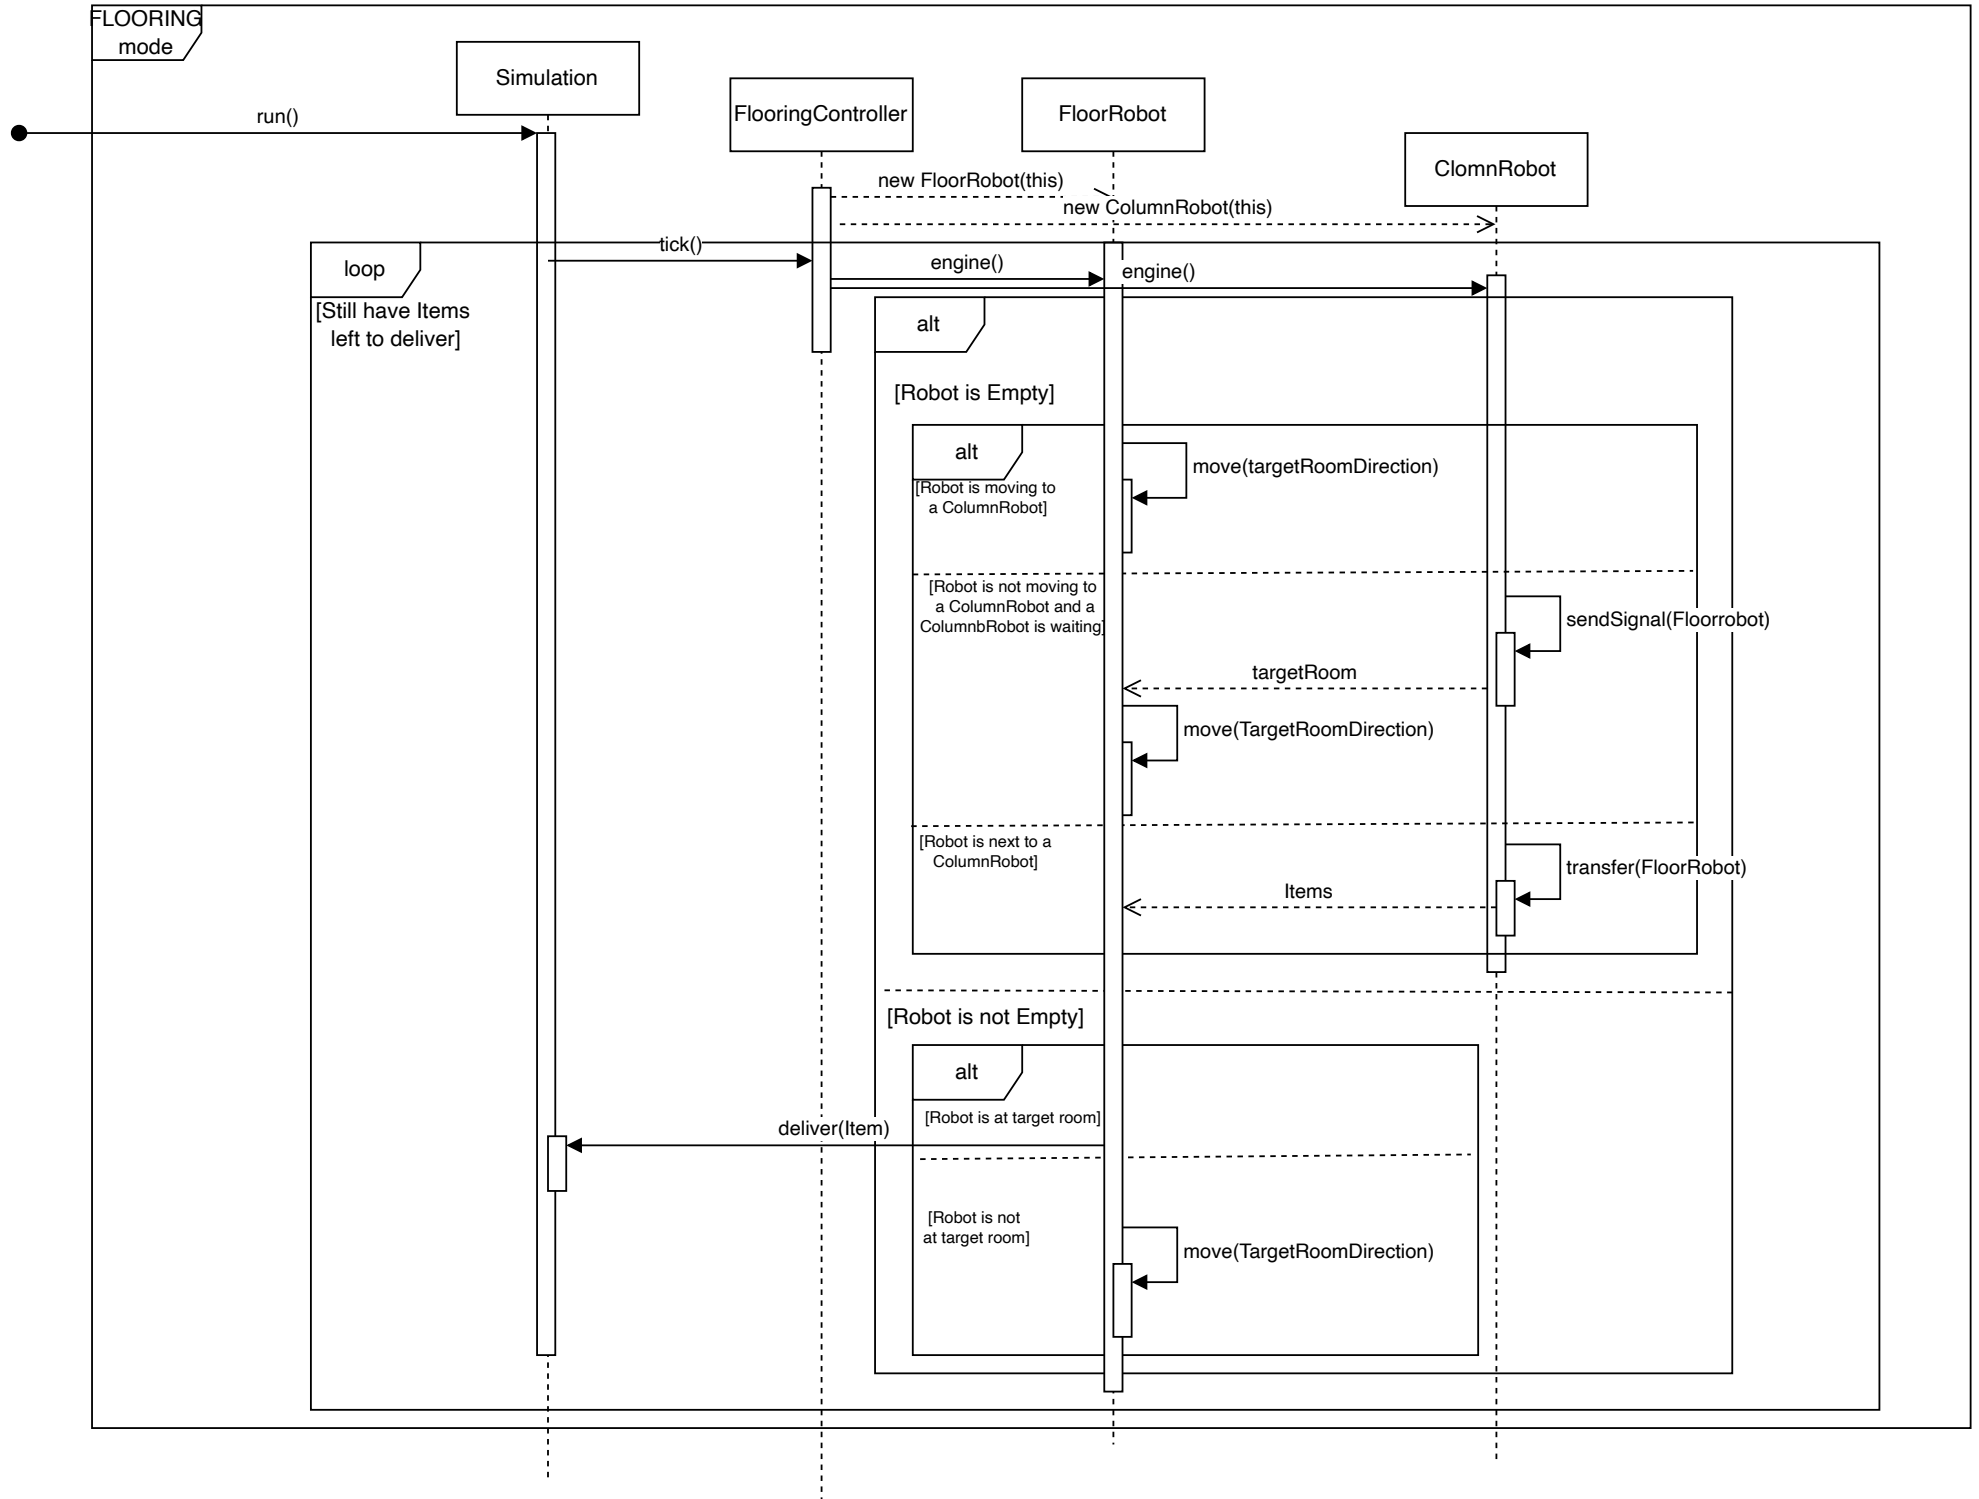 FLOORING
mode
Simulation
FlooringController
FloorRobot
ClomnRobot
run()
new FloorRobot(this)
new ColumnRobot(this)
tick()
loop
engine()
engine()
[Still have Items
left to deliver]
alt
[Robot is Empty]
alt
move(targetRoomDirection)
[Robot is moving to
a ColumnRobot]
[Robot is not moving to
a ColumnRobot and a
ColumnbRobot is waiting]
sendSignal(Floorrobot)
targetRoom
move(TargetRoomDirection)
[Robot is next to a
ColumnRobot]
transfer(FloorRobot)
Items
[Robot is not Empty]
alt
[Robot is at target room]
deliver(Item)
[Robot is not
at target room]
move(TargetRoomDirection)